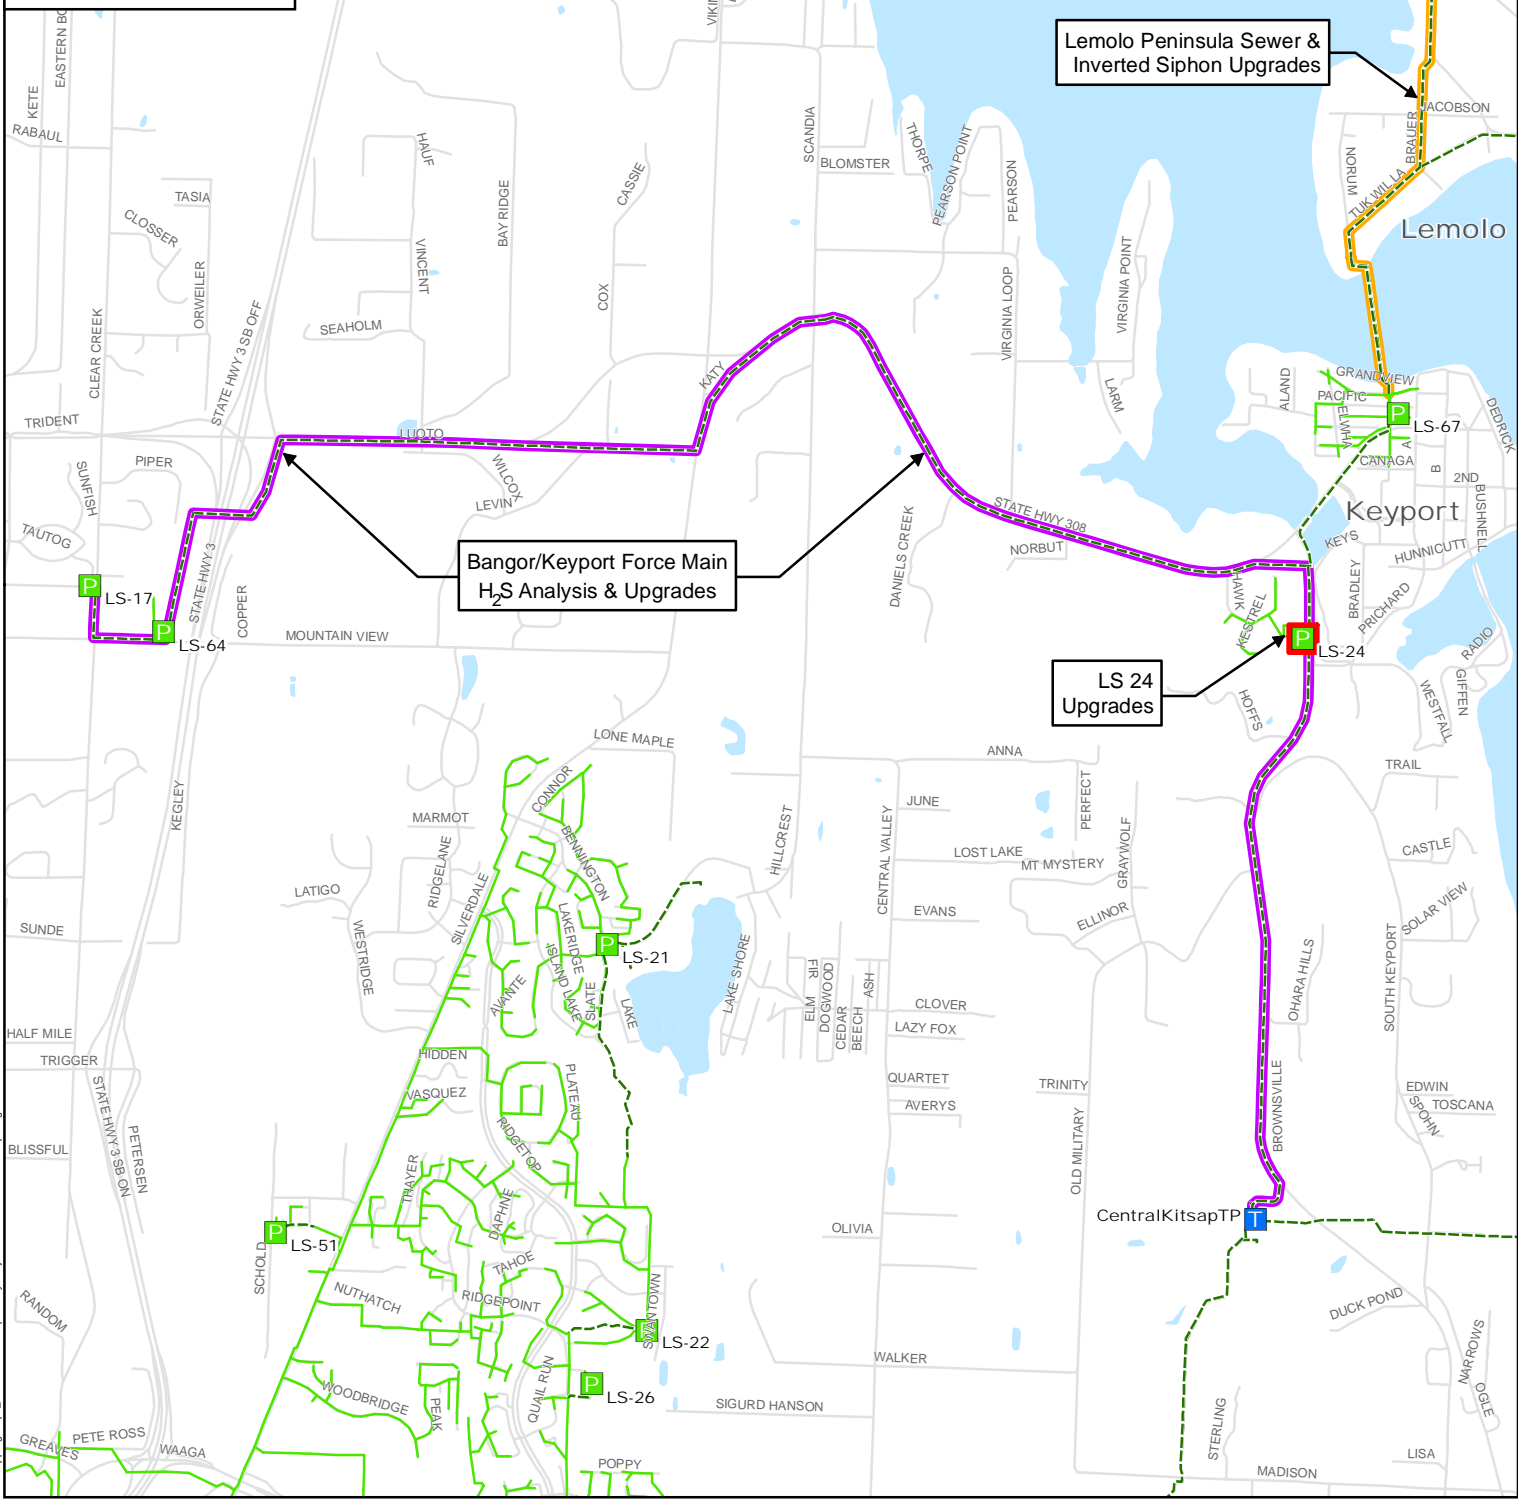 Lemolo Peninsula Sewer &
Inverted Siphon Upgrades
KETE
EASTERN
RABAUL
TASIA
CLOSSER
ORWEILER
STATE HWY 3 SB OFF
CLEAR CREEK
HAUF
VINCENT
SEAHOLM
BAY RIDGE
CASSIE
COX
SCANDIA
BLOMSTER
THORPE
PEARSON POINT
PEARSON
VIRGINIA LOOP
VIRGINIA POINT
LARM
JACOBSON
BRAUER
NORUM
TUKWILLA
Lemolo
GRANDVIEW
PACIFIC
ALAND
ELWHA
LS-67
P
A
B
CANAGA
2ND
DEDRICK
BUSHNELL
Keyport
KEYS
HUNNICUTT
BRADLEY
PRICHARD
RADIO
GIFFEN
WESTFALL
TRIDENT
PIPER
SUNFISH
TAUTOG
LUOTO
WILCOX
LEVIN
KATY
STATE HWY 308
NORBUT
DANIELS CREEK
Bangor/Keyport Force Main
H2S Analysis & Upgrades
P
LS-17
P
LS-64
STATE HWY 3
COPPER
MOUNTAIN VIEW
HAWK
KESTREL
P
LS-24
LS 24
Upgrades
HOFFS
LONE MAPLE
ANNA
PERFECT
TRAIL
KEGLEY
CONNOR
BENNINGTON
MARMOT
RIDGELANE
SILVERDALE
LATIGO
WESTRIDGE
HILLCREST
CENTRAL VALLEY
JUNE
LOST LAKE
MT MYSTERY
GRAYWOLF
ELLINOR
EVANS
CASTLE
SOLAR VIEW
SOUTH KEYPORT
OHARA HILLS
SUNDE
LAKERIDGE
ISLAND LAKE
AVANTE
SLATE
LAKE
P
LS-21
LAKE SHORE
FIR
ELM
DOGWOOD
CEDAR
BEECH
ASH
CLOVER
LAZY FOX
QUARTET
AVERYS
TRINITY
OLD MILITARY
BROWNSVILLE
EDWIN
TOSCANA
SPOHN
HALF MILE
TRIGGER
STATE HWY 3 SB ON
PETERSEN
BLISSFUL
HIDDEN
VASQUEZ
PLATEAU
RIDGETOP
THAYER
DAPHNE
TAHOE
RIDGEPOINT
NUTHATCH
P
LS-51
SCHOLD
RANDOM
SWANTOWN
LS-22
P
LS-26
QUAIL RUN
PEAK
WOODBRIDGE
OLIVIA
CentralKitsapTP
T
DUCK POND
NARROWS
OGLE
WALKER
SIGURD HANSON
STERLING
LISA
MADISON
POPPY
GREAVES
PETE ROSS
WAAGA